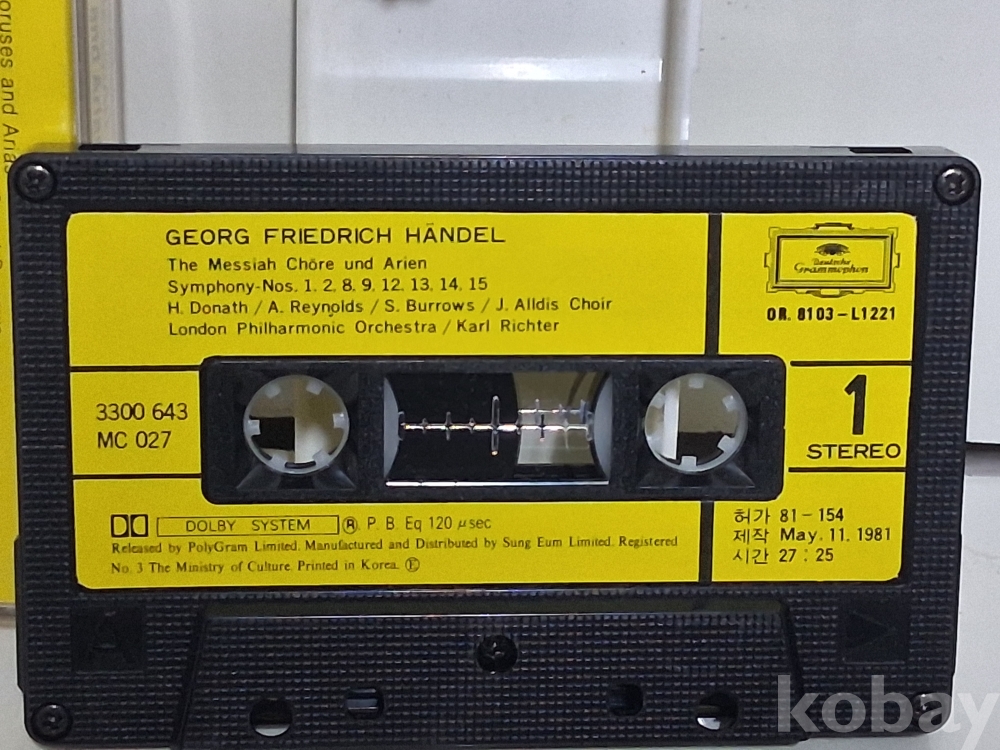 oruses and Arias
GEORG FRIEDRICH HÄNDEL
The Messiah Chöre und Arien
Symphony-Nos. 1. 2. 8. 9. 12. 13. 14. 15
H. Donath / A. Reynolds / S. Burrows / J. Alldis Choir
London Philharmonic Orchestra / Karl Richter
Deutsche
Grammophon
OR. 8103-L1221
3300 643
MC 027
1
STEREO
DOLBY SYSTEM ® P. B. Eq 120 μsec
Released by PolyGram Limited. Manufactured and Distributed by Sung Eum Limited. Registered
No. 3 The Ministry of Culture. Printed in Korea. Ⓔ
허가 81-154
제작 May. 11. 1981
시간 27 : 25
A
kobay